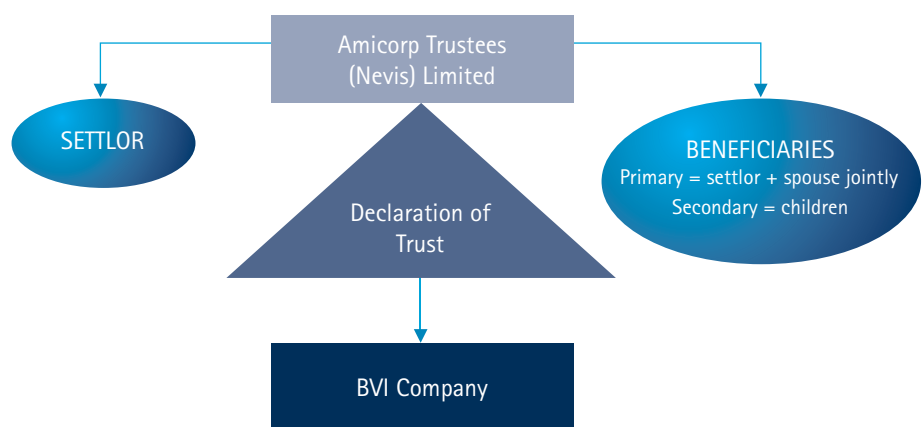 Amicorp Trustees
(Nevis) Limited
SETTLOR
BENEFICIARIES
Primary = settlor + spouse jointly
Secondary = children
Declaration of
Trust
BVI Company